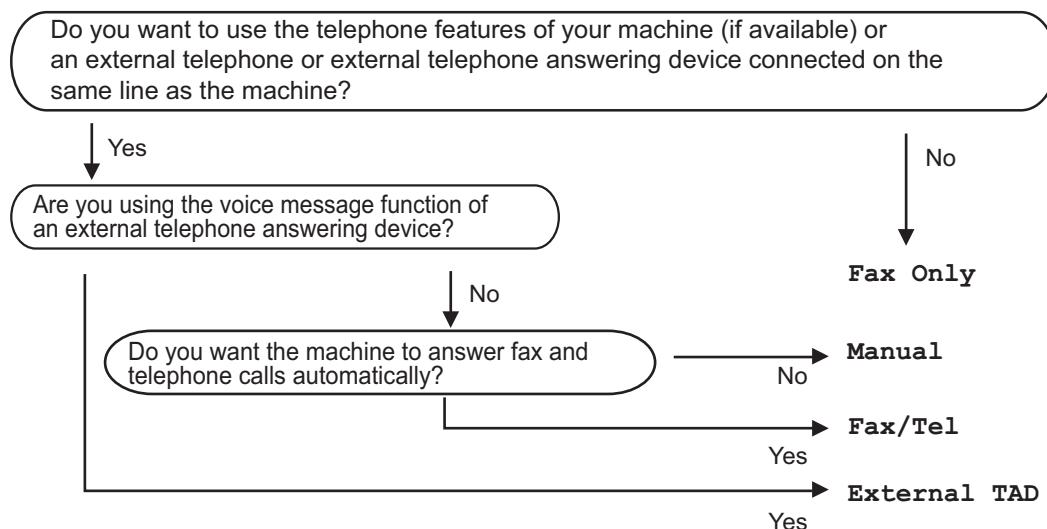 Do you want to use the telephone features of your machine (if available) or
an external telephone or external telephone answering device connected on the
same line as the machine?
Yes
No
Are you using the voice message function of
an external telephone answering device?
Fax Only
No
Do you want the machine to answer fax and
telephone calls automatically?
Manual
No
Fax/Tel
Yes
External TAD
Yes